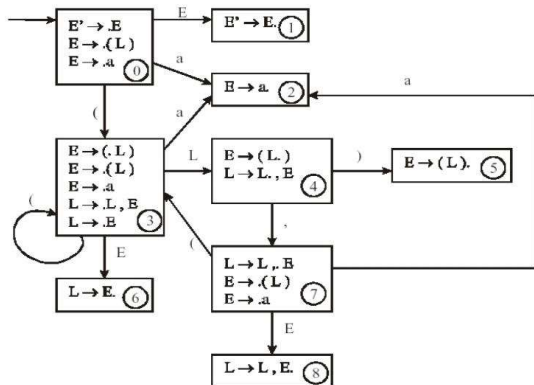 E' → .E
E → .(L)
E → .a
0
E
E' → E.
1
a
E → a.
2
a
(
a
E → (.L)
E → .(L)
E → .a
L → .L , E
L → .E
3
(
L
E → (L.)
L → L. , E
4
)
E → (L).
5
,
(
E
L → E.
6
L → L , .E
E → .(L)
E → .a
7
E
L → L , E.
8